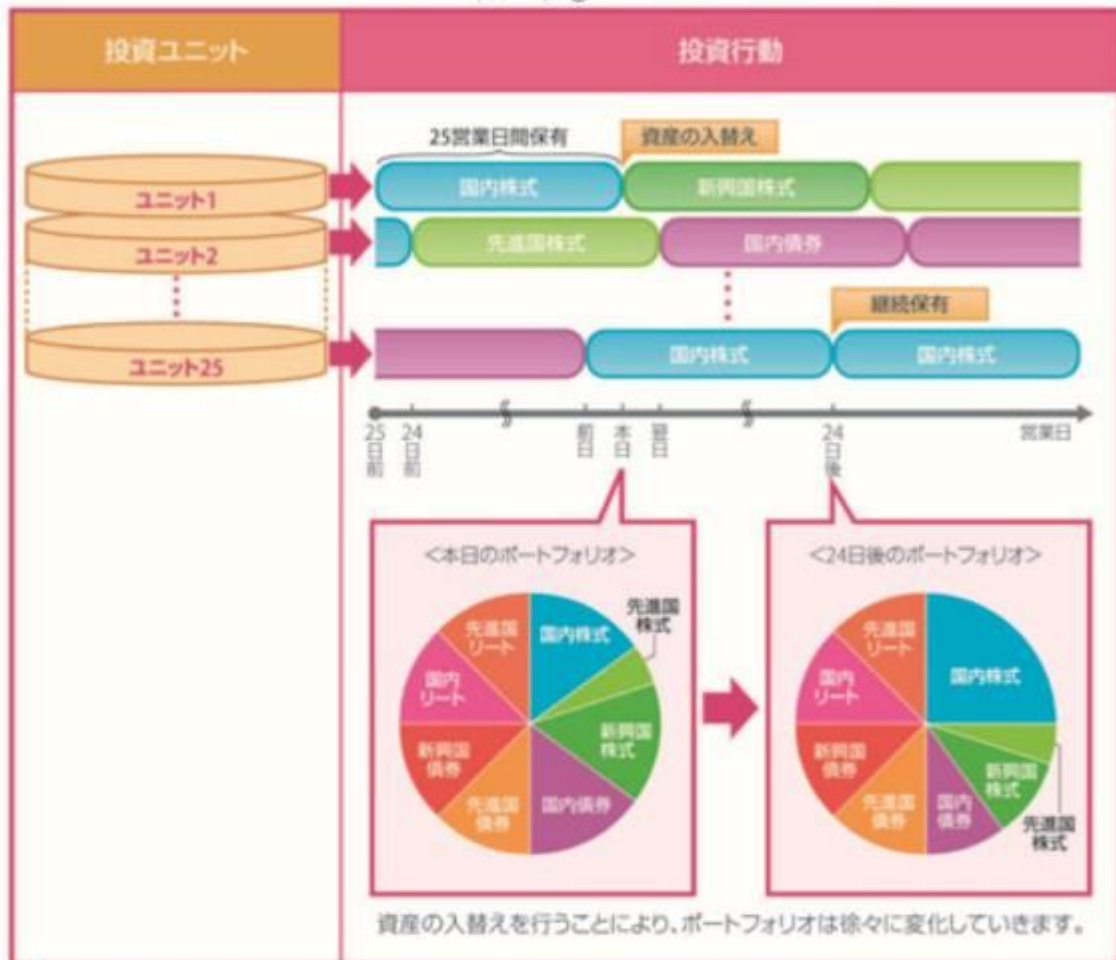 投資ユニット
投資行動
25営業日間保有
資産の入替え
ユニット1
国内株式
新興国株式
ユニット2
先進国株式
国内債券
継続保有
ユニット25
国内株式
国内株式
25日前
24日前
前日
本日
翌日
24日後
営業日
<本日のポートフォリオ>
先進国
株式
国内株式
新興国
株式
国内債券
先進国
債券
新興国
債券
国内
リート
先進国
リート
<24日後のポートフォリオ>
国内株式
先進国
株式
新興国
株式
国内
債券
先進国
債券
新興国
債券
国内
リート
先進国
リート
資産の入替えを行うことにより、ポートフォリオは徐々に変化していきます。